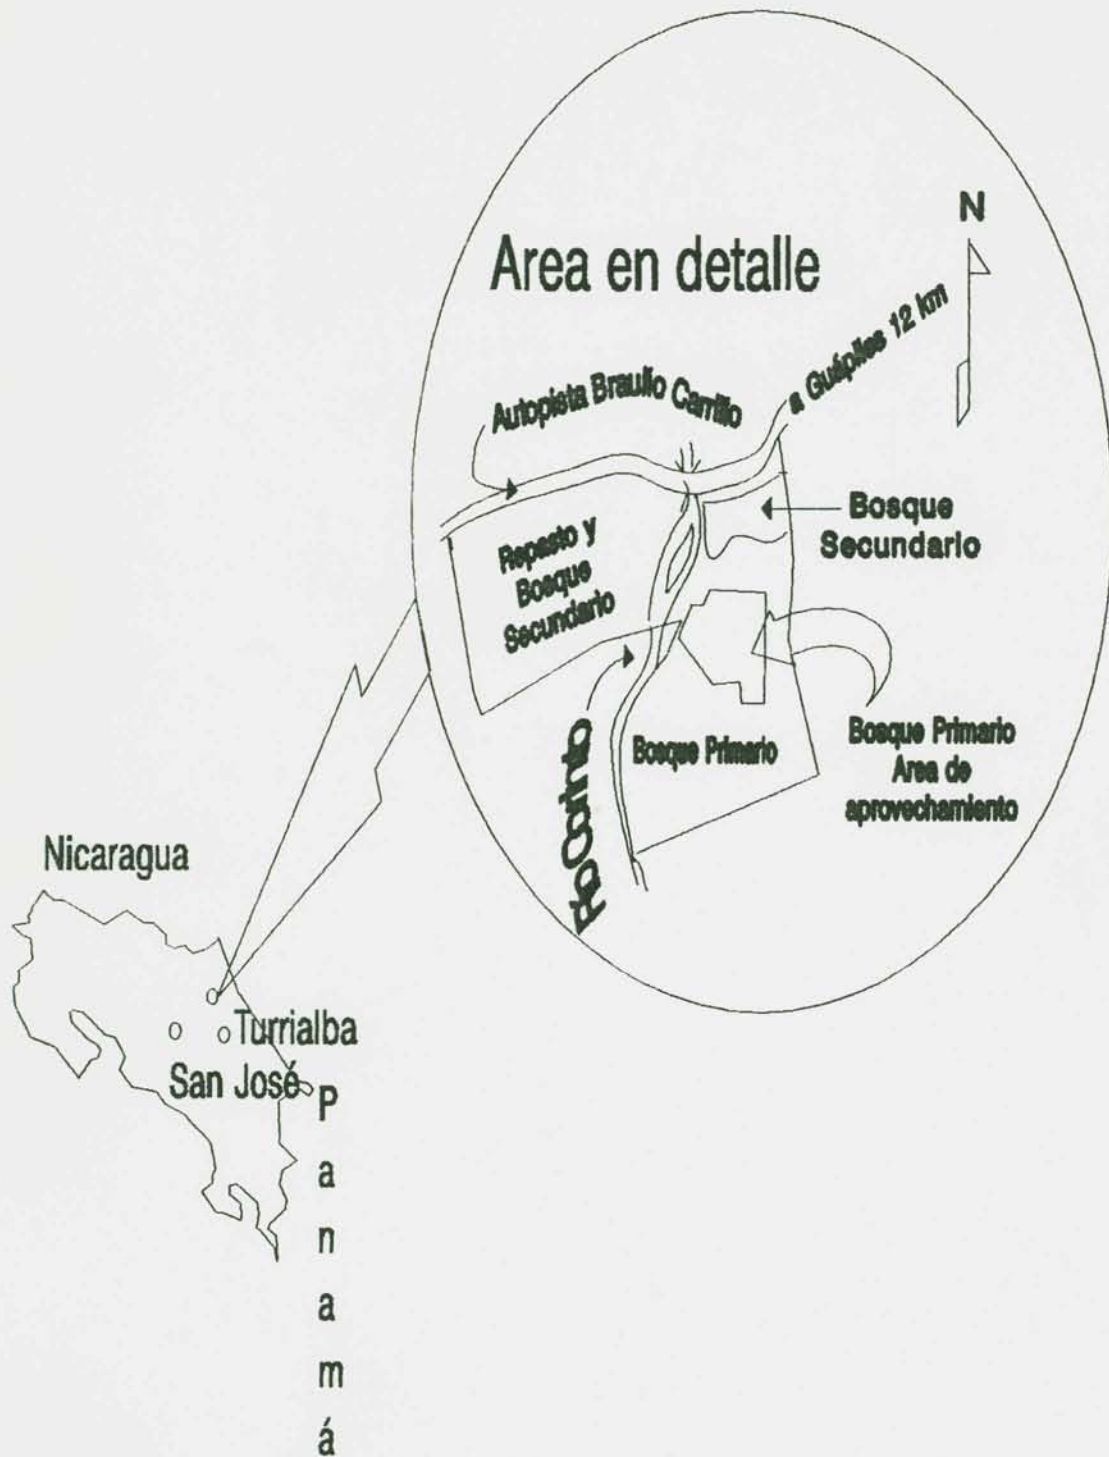 N
Area en detalle
a Guápiles 12 km
Autopista Braulio Carrillo
Bosque
Secundario
Repasto y
Bosque
Secundario
Río Corinto
Bosque Primario
Bosque Primario
Area de
aprovechamiento
Nicaragua
Turrialba
San José
Panamá